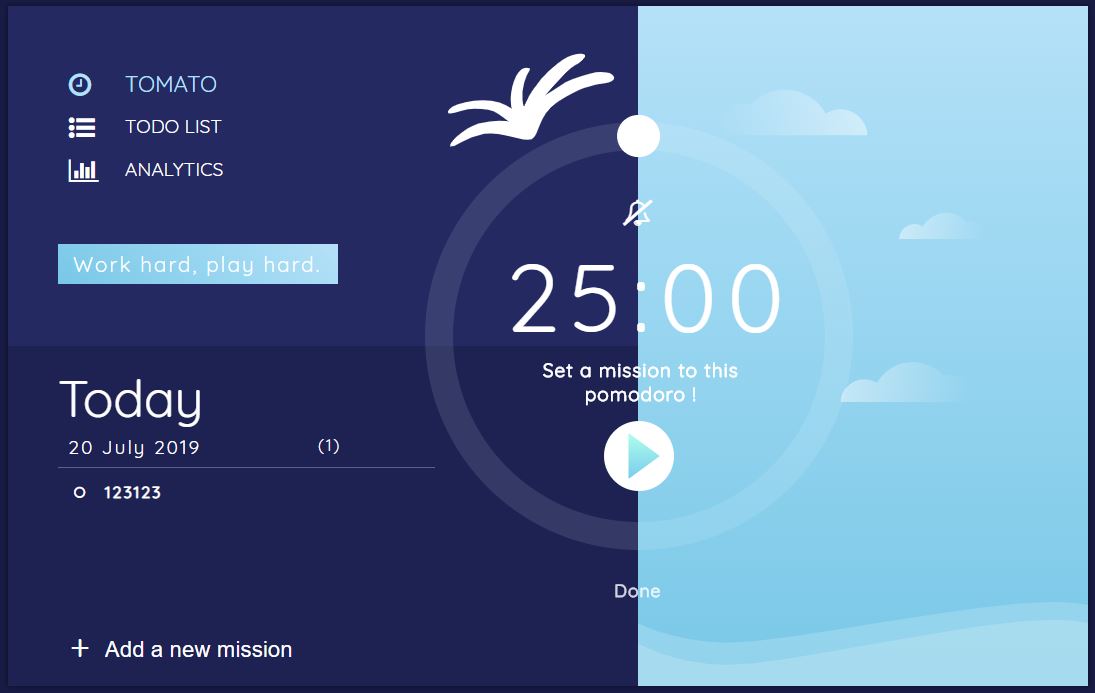 TOMATO
TODO LIST
ANALYTICS
Work hard, play hard.
Today
20 July 2019 (1)
123123
+ Add a new mission
25:00
Set a mission to this
pomodoro !
Done